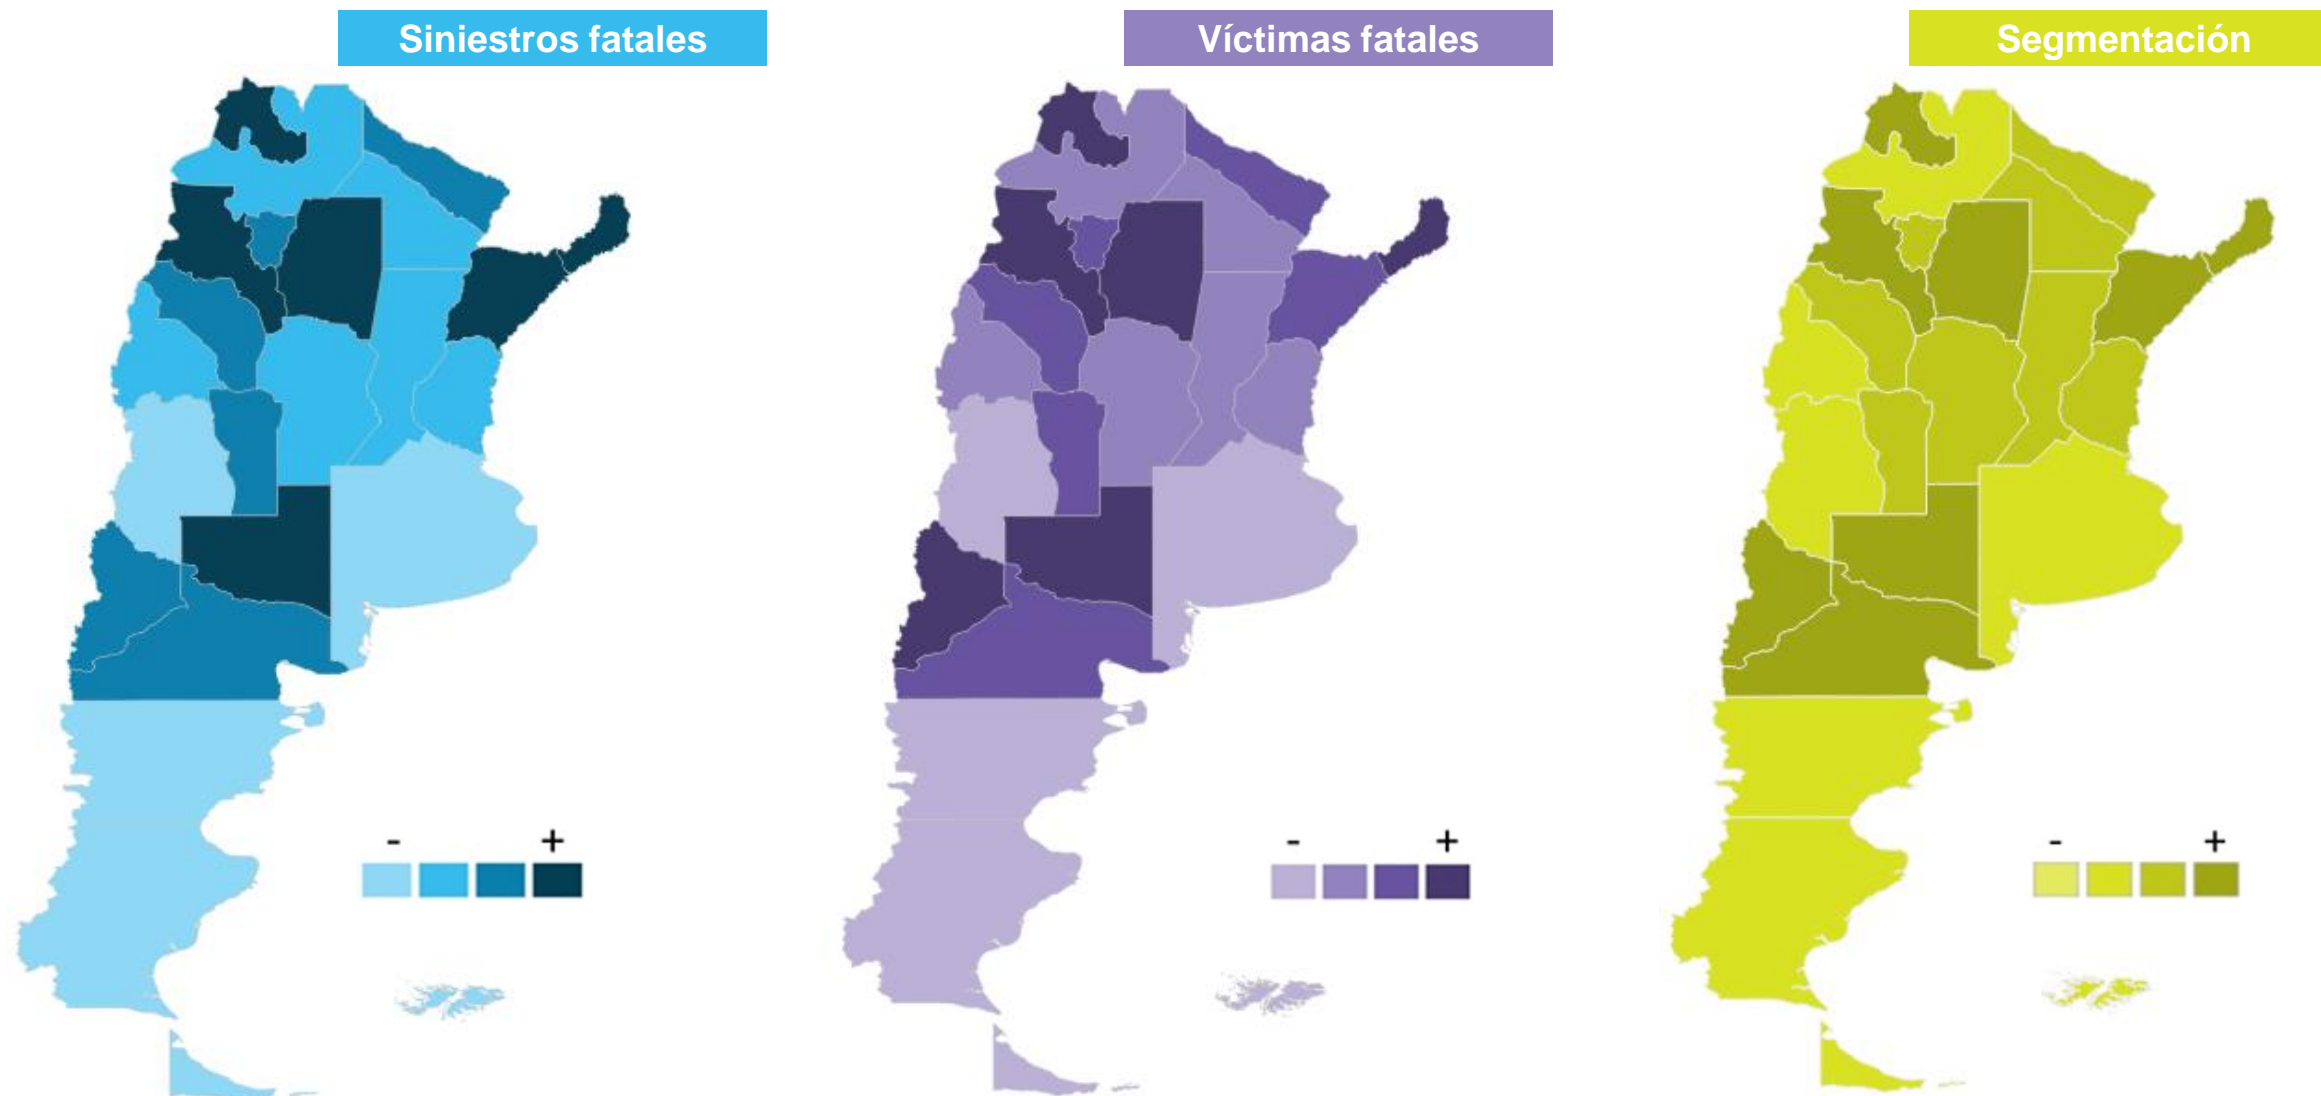 Siniestros fatales
Víctimas fatales
Segmentación
- +
- +
- +